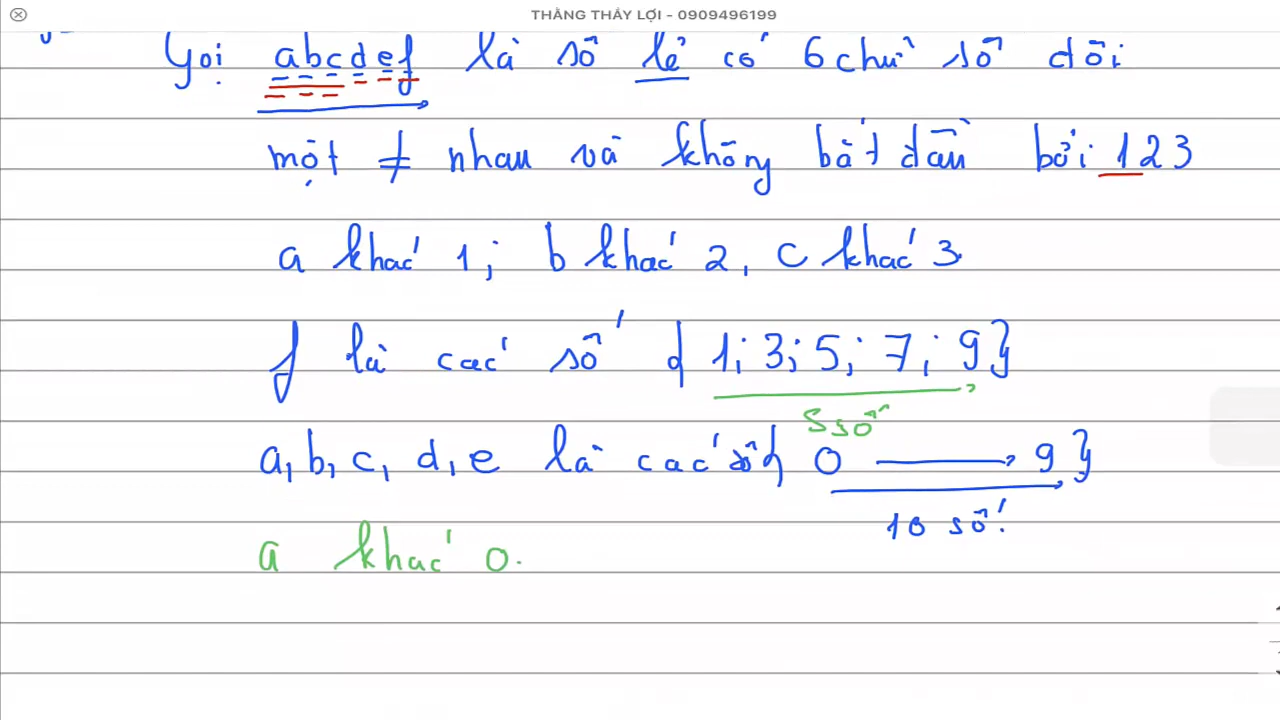 THẰNG THẦY LỢI - 0909496199
Gọi abcdef là số lẻ có 6 chữ số đôi
một ≠ nhau và không bắt đầu bởi 123
a khác 1; b khác 2, c khác 3
f là các số {1; 3; 5; 7; 9}
5 số
a, b, c, d, e là các số { 0 → 9 }
10 số
a khác 0.